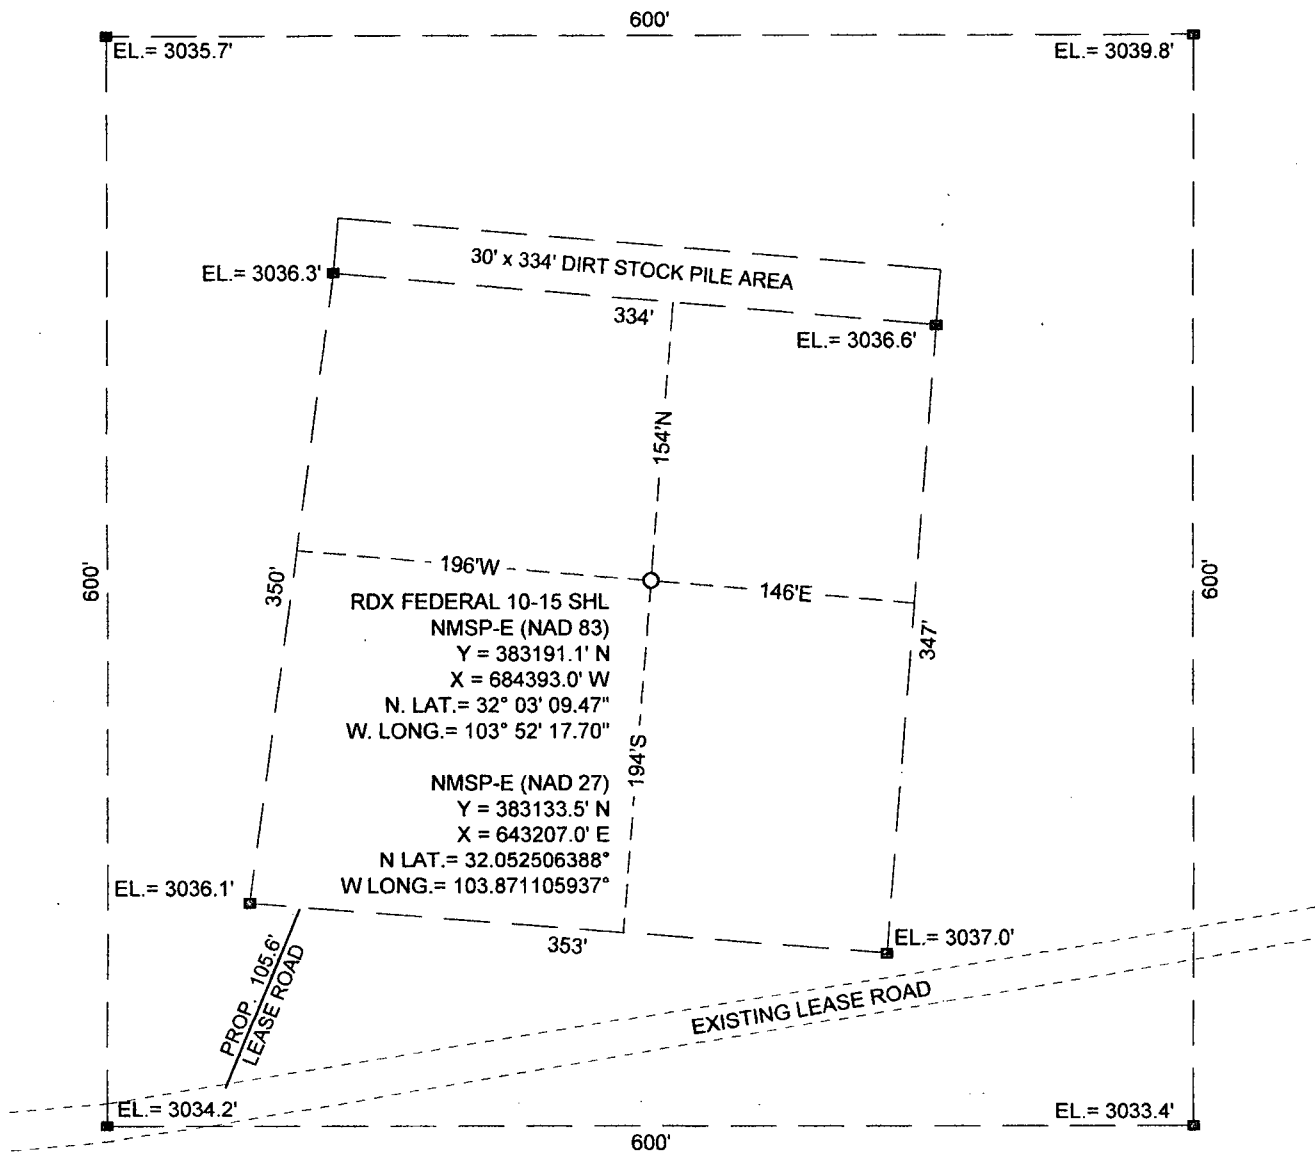 600'
EL.= 3035.7'
EL.= 3039.8'
30' x 334' DIRT STOCK PILE AREA
EL.= 3036.3'
334'
EL.= 3036.6'
154'N
600'
350'
196'W
146'E
347'
600'
RDX FEDERAL 10-15 SHL
NMSP-E (NAD 83)
Y = 383191.1' N
X = 684393.0' W
N. LAT.= 32° 03' 09.47"
W. LONG.= 103° 52' 17.70"
194'S
NMSP-E (NAD 27)
Y = 383133.5' N
X = 643207.0' E
N LAT.= 32.052506388°
W LONG.= 103.871105937°
EL.= 3036.1'
353'
EL.= 3037.0'
PROP. 105.6'
LEASE ROAD
EXISTING LEASE ROAD
EL.= 3034.2'
EL.= 3033.4'
600'